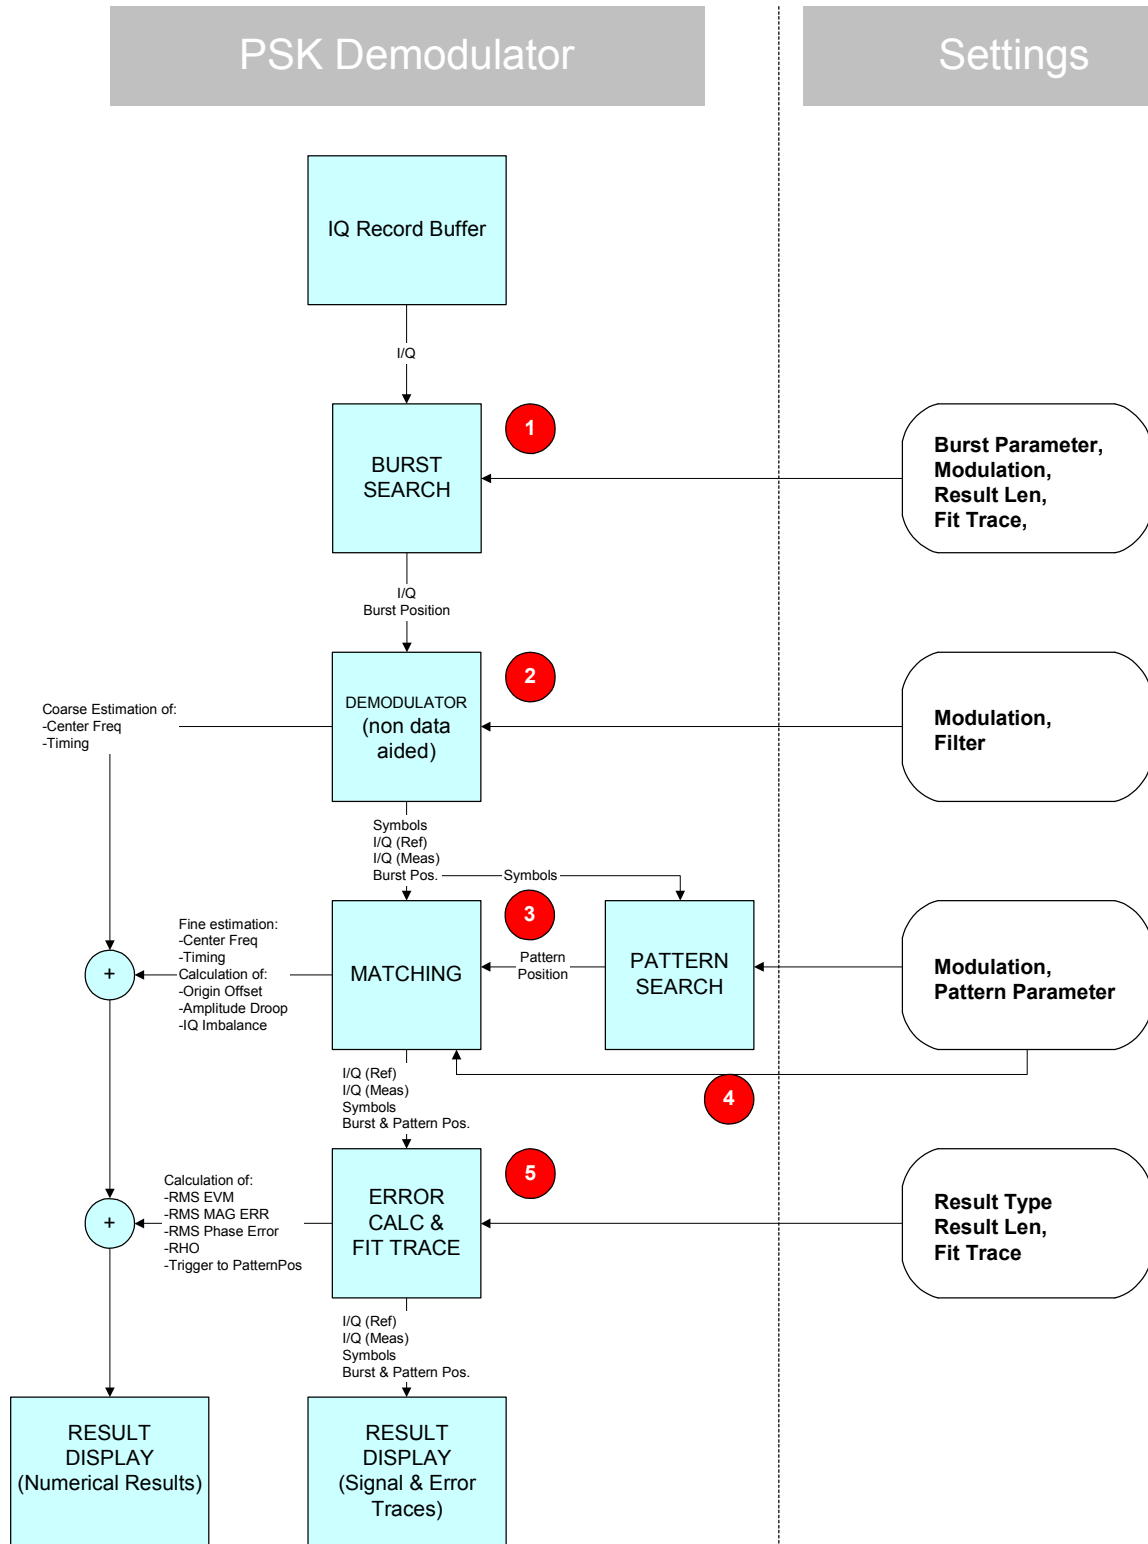 PSK Demodulator
Settings
IQ Record Buffer
I/Q
1
BURST
SEARCH
Burst Parameter,
Modulation,
Result Len,
Fit Trace,
I/Q
Burst Position
2
DEMODULATOR
(non data
aided)
Modulation,
Filter
Coarse Estimation of:
-Center Freq
-Timing
Symbols
I/Q (Ref)
I/Q (Meas)
Burst Pos.
Symbols
3
Fine estimation:
-Center Freq
-Timing
Calculation of:
-Origin Offset
-Amplitude Droop
-IQ Imbalance
+
MATCHING
Pattern
Position
PATTERN
SEARCH
Modulation,
Pattern Parameter
4
I/Q (Ref)
I/Q (Meas)
Symbols
Burst & Pattern Pos.
5
Calculation of:
-RMS EVM
-RMS MAG ERR
-RMS Phase Error
-RHO
-Trigger to PatternPos
+
ERROR
CALC &
FIT TRACE
Result Type
Result Len,
Fit Trace
I/Q (Ref)
I/Q (Meas)
Symbols
Burst & Pattern Pos.
RESULT
DISPLAY
(Numerical Results)
RESULT
DISPLAY
(Signal & Error
Traces)